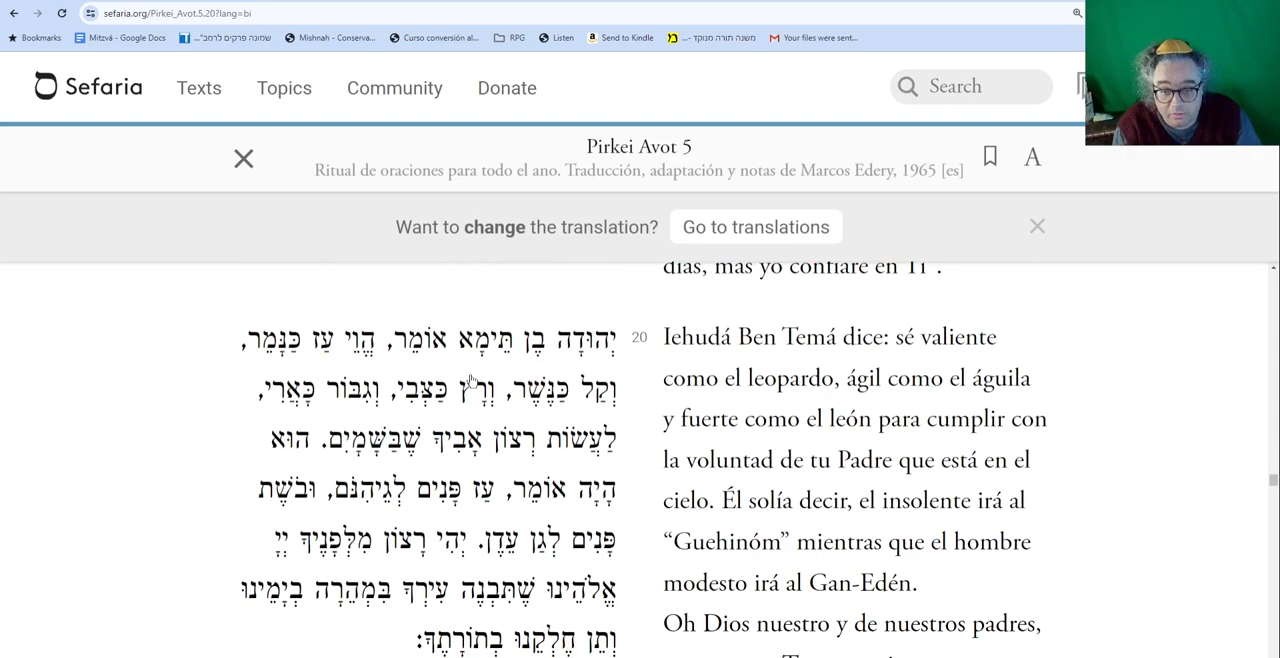 sefaria.org/Pirkei_Avot.5.20?lang=bi
Bookmarks
Mitzvá - Google Docs
שמונה פרקים לרמב"...
Mishnah - Conserva...
Curso conversión al...
RPG
Listen
Send to Kindle
משנה תורה מנוקד -...
Your files were sent...
Sefaria
Texts
Topics
Community
Donate
Search
Pirkei Avot 5
Ritual de oraciones para todo el ano. Traducción, adaptación y notas de Marcos Edery, 1965 [es]
A
Want to change the translation?
Go to translations
días, mas yo confiaré en Ti".
יְהוּדָה בֶן תֵּימָא אוֹמֵר, הֱוֵי עַז כַּנָּמֵר,
וְקַל כַּנֶּשֶׁר, וְרָץ כַּצְּבִי, וְגִבּוֹר כָּאֲרִי,
לַעֲשׂוֹת רְצוֹן אָבִיךָ שֶׁבַּשָּׁמָיִם. הוּא
הָיָה אוֹמֵר, עַז פָּנִים לְגֵיהִנֹּם, וּבֹשֶׁת
פָּנִים לְגַן עֵדֶן. יְהִי רָצוֹן מִלְּפָנֶיךָ יְיָ
אֱלֹהֵינוּ שֶׁתִּבְנֶה עִירְךָ בִּמְהֵרָה בְיָמֵינוּ
וְתֵן חֶלְקֵנוּ בְתוֹרָתֶךָ:
20
Iehudá Ben Temá dice: sé valiente
como el leopardo, ágil como el águila
y fuerte como el león para cumplir con
la voluntad de tu Padre que está en el
cielo. Él solía decir, el insolente irá al
“Guehinóm” mientras que el hombre
modesto irá al Gan-Edén.
Oh Dios nuestro y de nuestros padres,